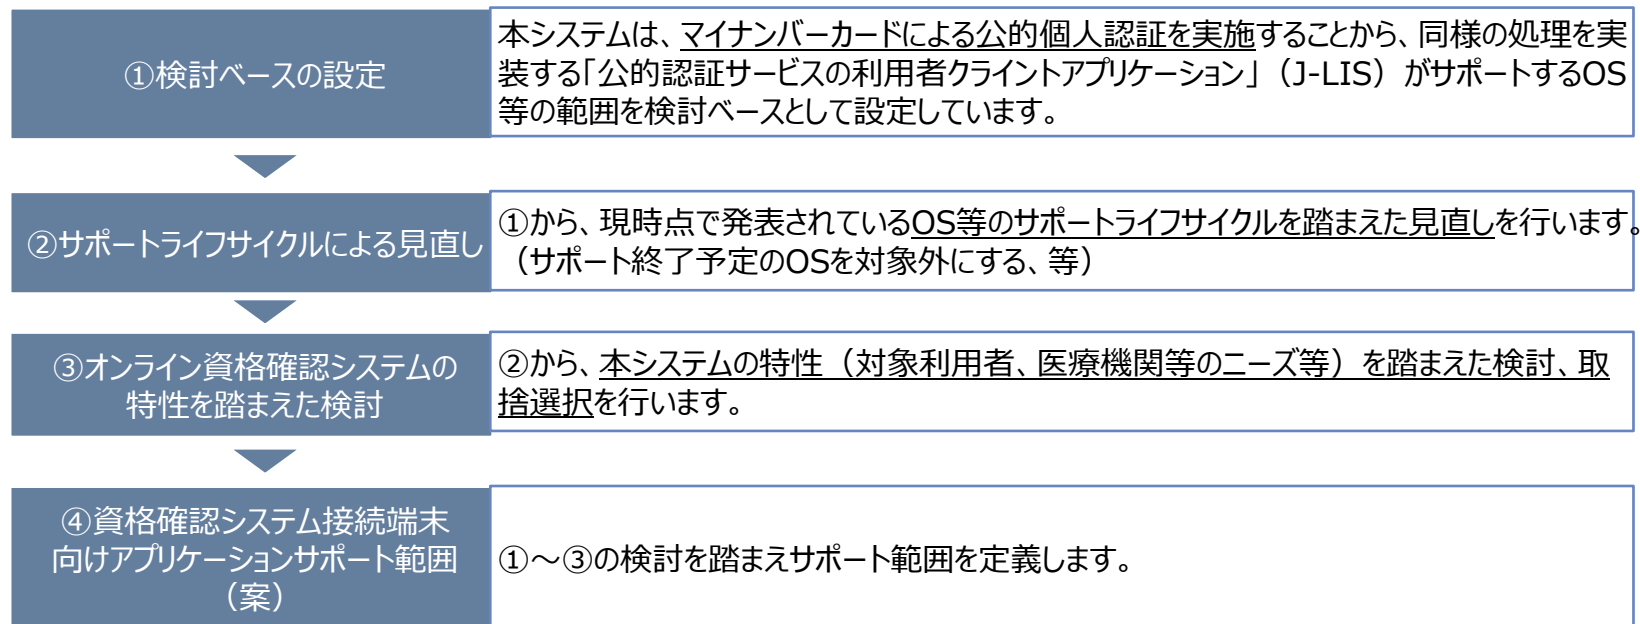 ①検討ベースの設定
本システムは、マイナンバーカードによる公的個人認証を実施することから、同様の処理を実
装する「公的認証サービスの利用者クライントアプリケーション」（J-LIS）がサポートするOS
等の範囲を検討ベースとして設定しています。
②サポートライフサイクルによる見直し
①から、現時点で発表されているOS等のサポートライフサイクルを踏まえた見直しを行います。
（サポート終了予定のOSを対象外にする、等）
③オンライン資格確認システムの
特性を踏まえた検討
②から、本システムの特性（対象利用者、医療機関等のニーズ等）を踏まえた検討、取
捨選択を行います。
④資格確認システム接続端末
向けアプリケーションサポート範囲
（案）
①～③の検討を踏まえサポート範囲を定義します。